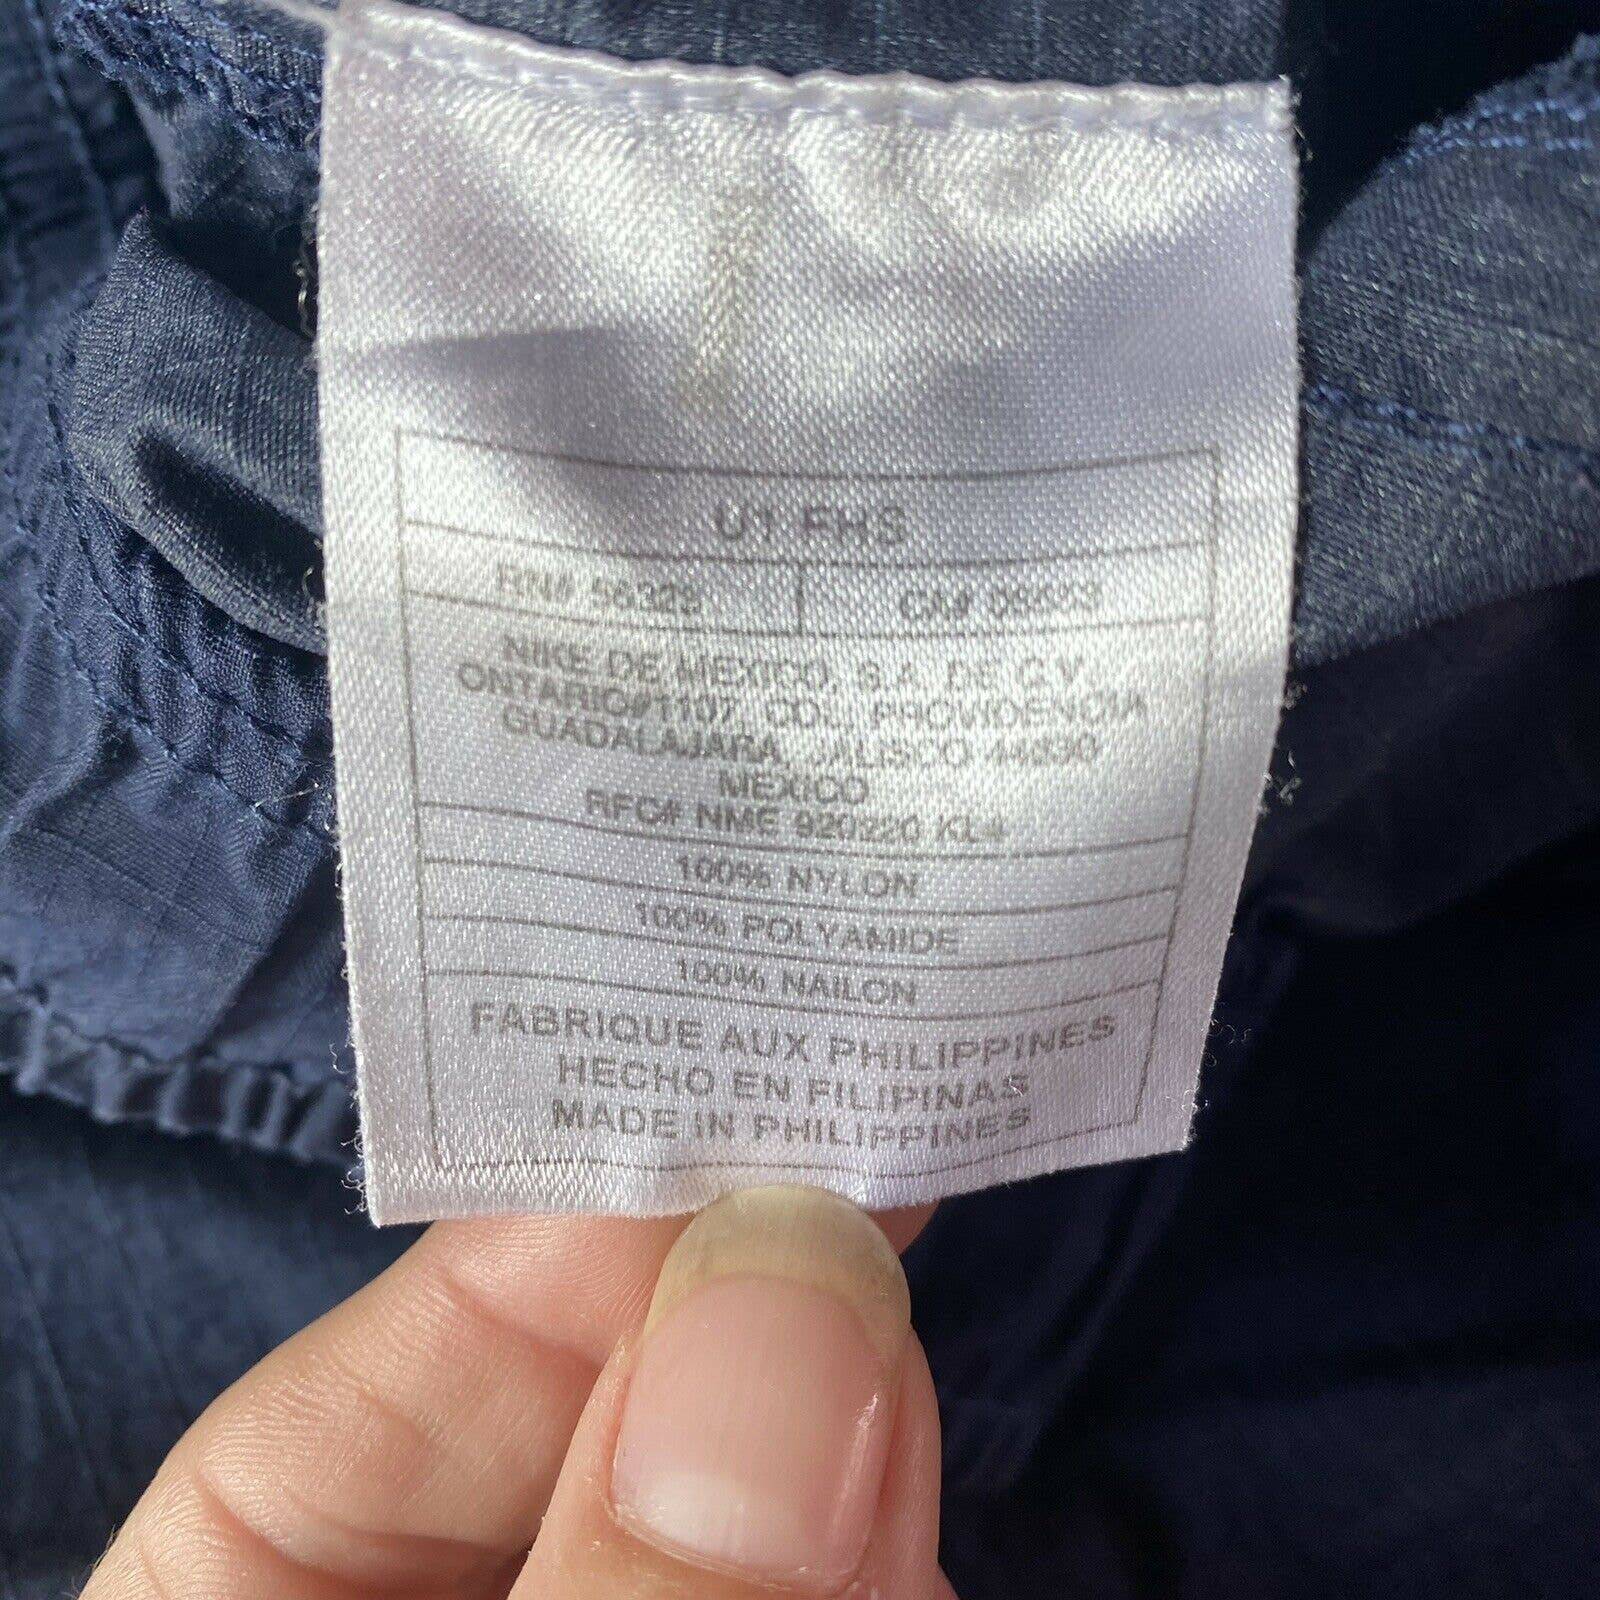 U1 FHS
RN# 56323 CA# 05553
NIKE DE MEXICO, S.A. DE C.V.
ONTARIO#1107, COL. PROVIDENCIA
GUADALAJARA, JALISCO 44630
MEXICO
RFC# NME 920220 KL4
100% NYLON
100% POLYAMIDE
100% NAILON
FABRIQUE AUX PHILIPPINES
HECHO EN FILIPINAS
MADE IN PHILIPPINES